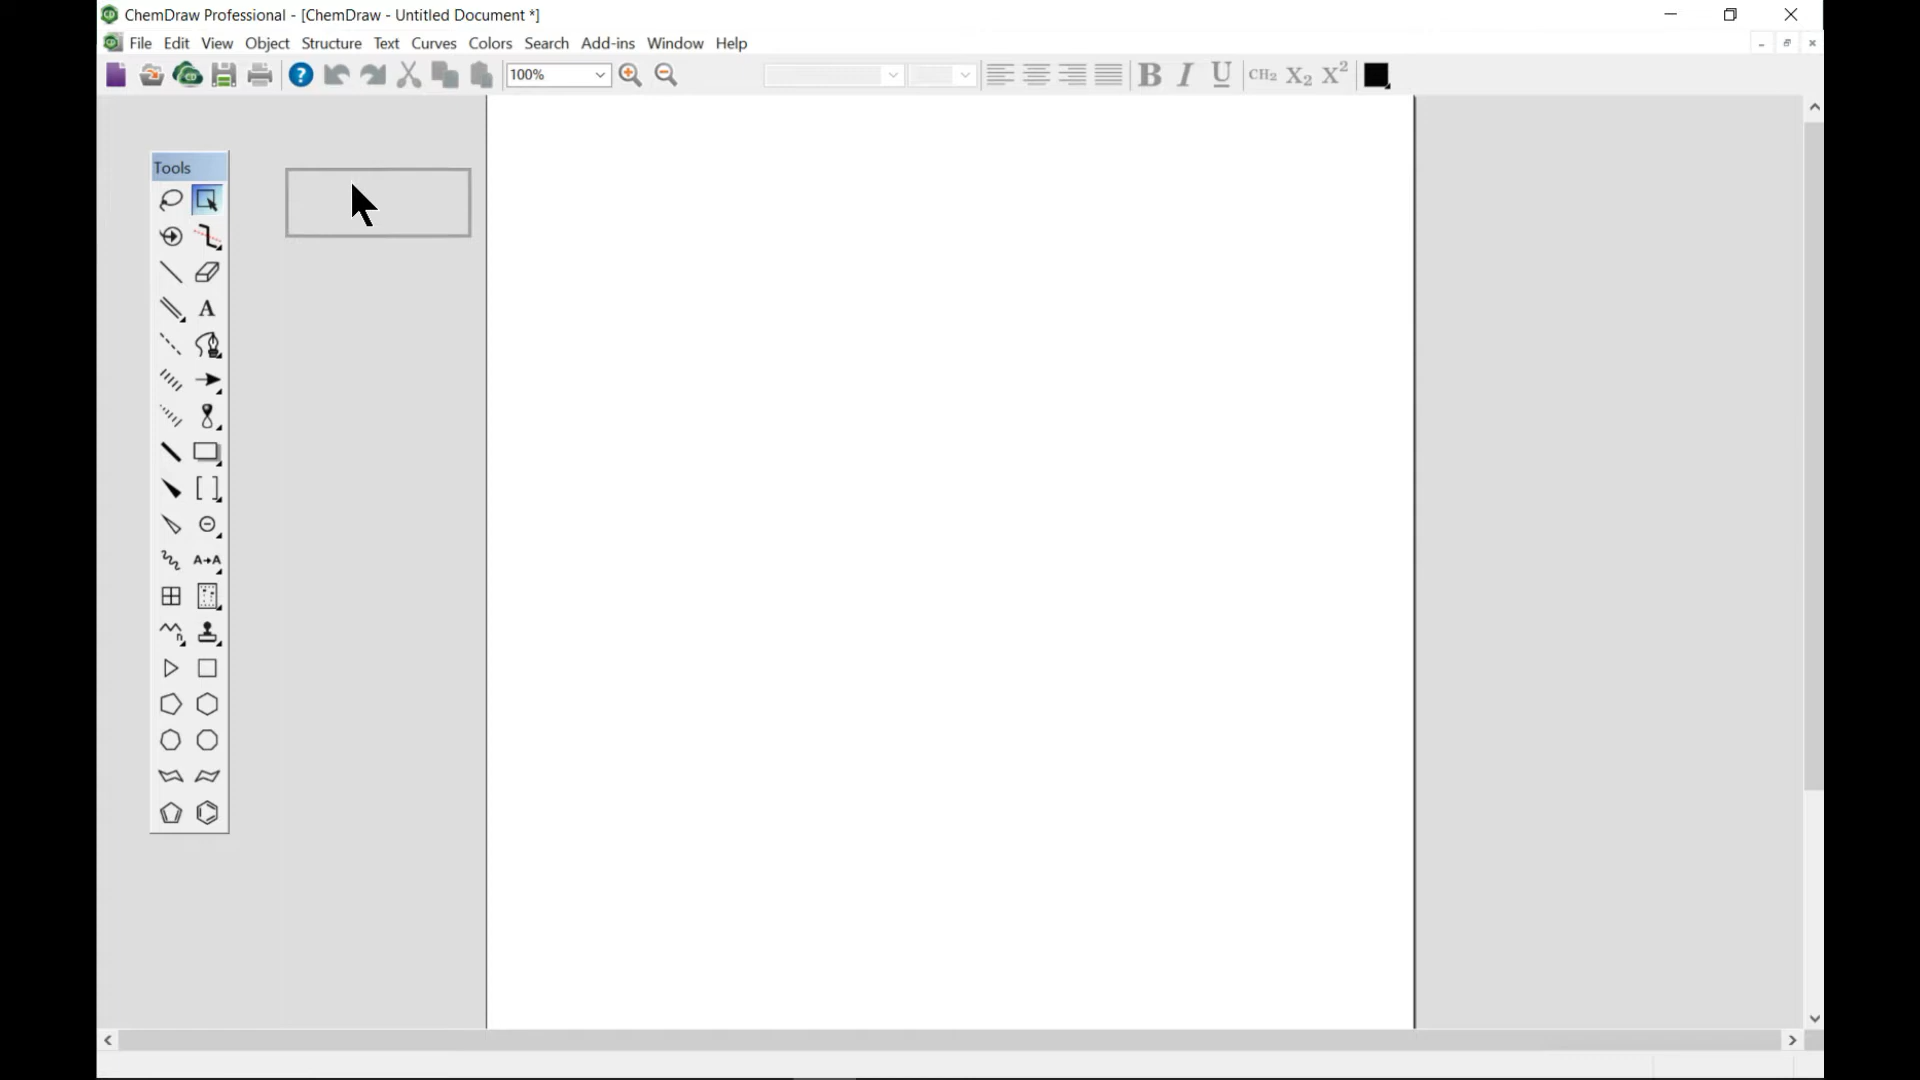 ChemDraw Professional - [ChemDraw - Untitled Document *]
File Edit View Object Structure Text Curves Colors Search Add-ins Window Help
100%
B I U CH2 X2 X2
Tools
A
A A
n